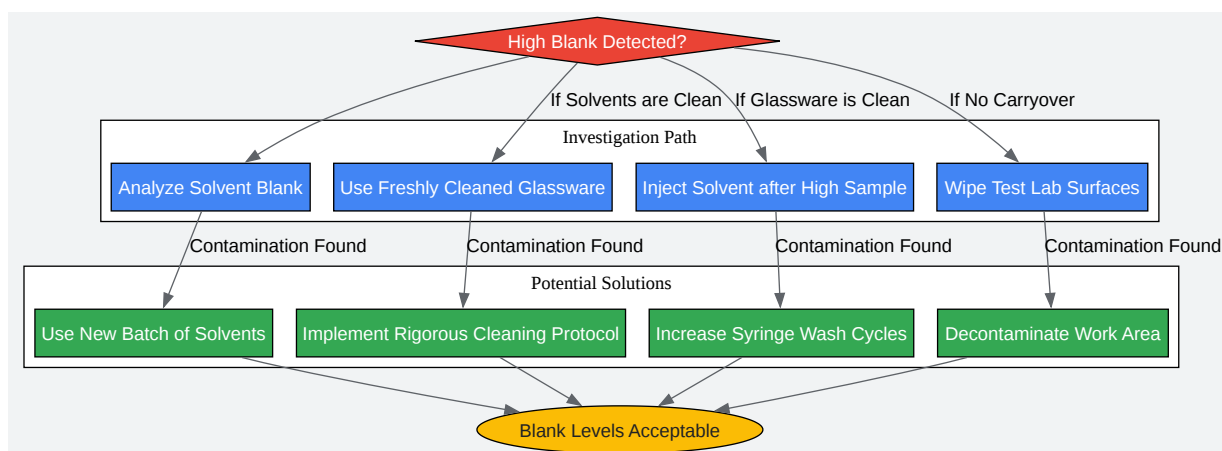 High Blank Detected?
If Solvents are Clean
If Glassware is Clean
If No Carryover
Investigation Path
Analyze Solvent Blank
Use Freshly Cleaned Glassware
Inject Solvent after High Sample
Wipe Test Lab Surfaces
Contamination Found
Contamination Found
Contamination Found
Contamination Found
Potential Solutions
Use New Batch of Solvents
Implement Rigorous Cleaning Protocol
Increase Syringe Wash Cycles
Decontaminate Work Area
Blank Levels Acceptable